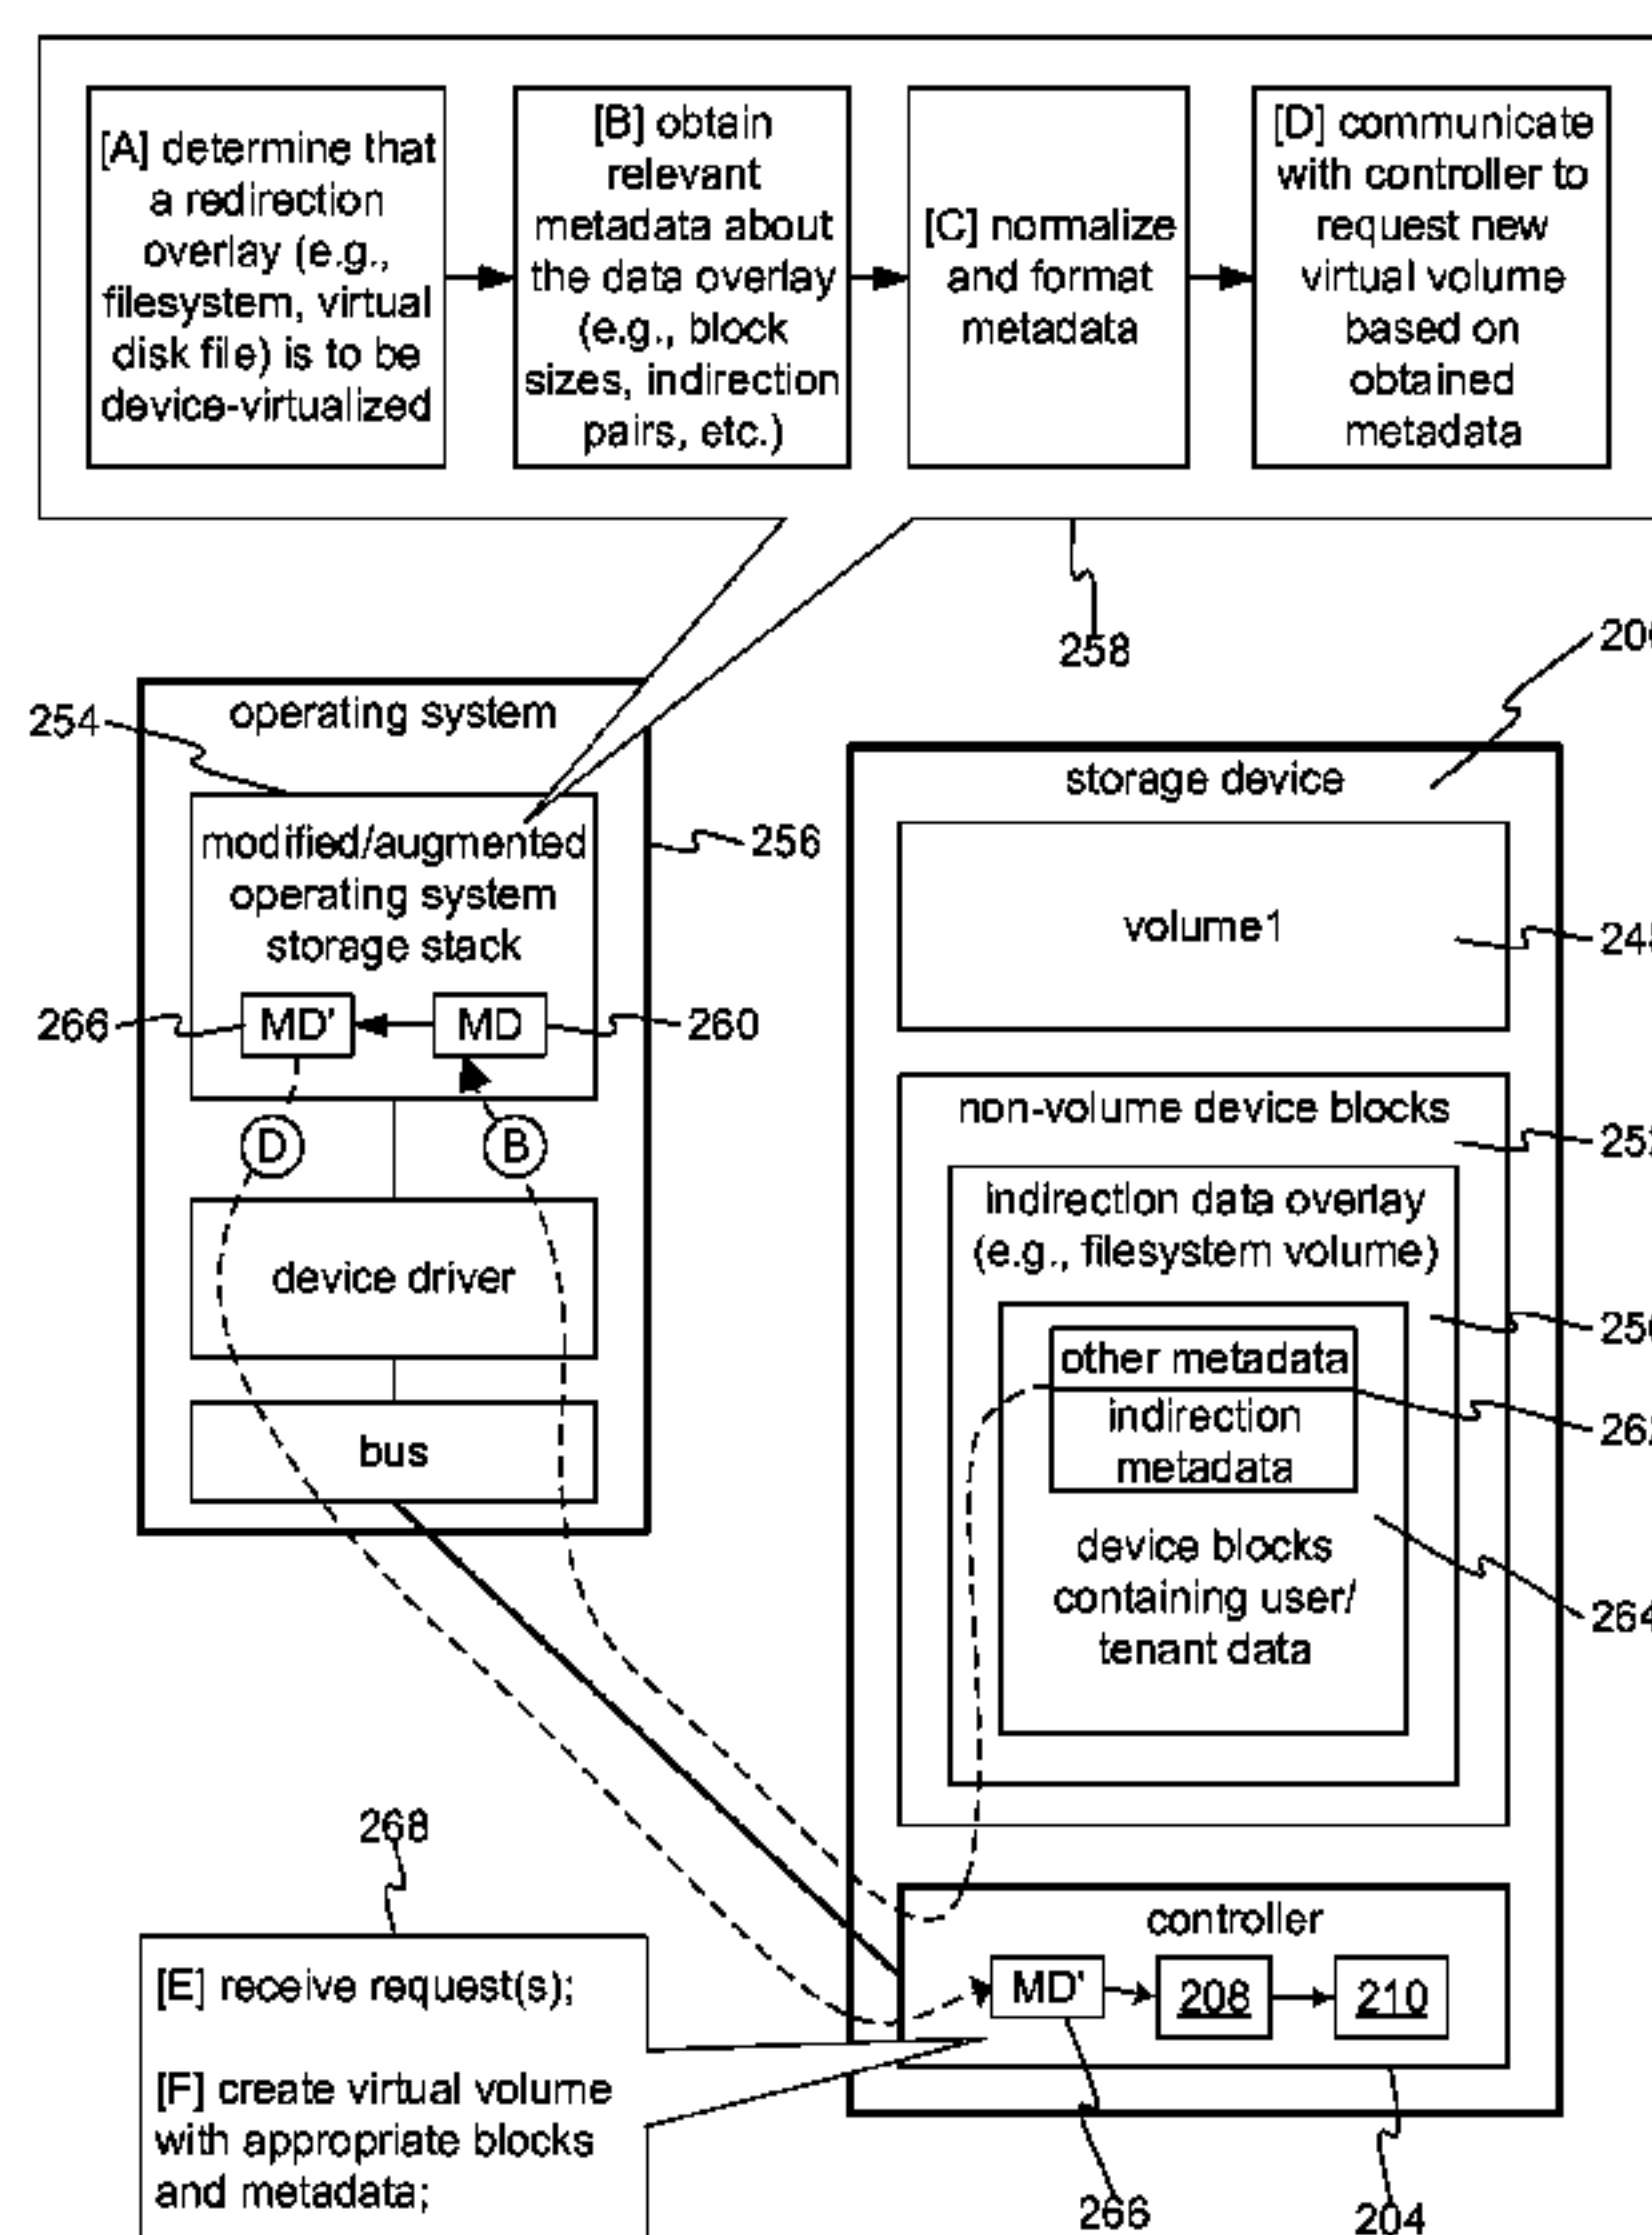 [A] determine that
a redirection
overlay (e.g.,
filesystem, virtual
disk file) is to be
device-virtualized
[B] obtain
relevant
metadata about
the data overlay
(e.g., block
sizes, indirection
pairs, etc.)
[C] normalize
and format
metadata
[D] communicate
with controller to
request new
virtual volume
based on
obtained
metadata
258
254
operating system
modified/augmented
operating system
storage stack
256
266
MD'
MD
260
D
B
device driver
bus
storage device
volume1
non-volume device blocks
indirection data overlay
(e.g., filesystem volume)
other metadata
indirection
metadata
device blocks
containing user/
tenant data
264
controller
MD'
208
210
266
204
268
[E] receive request(s);
[F] create virtual volume
with appropriate blocks
and metadata;